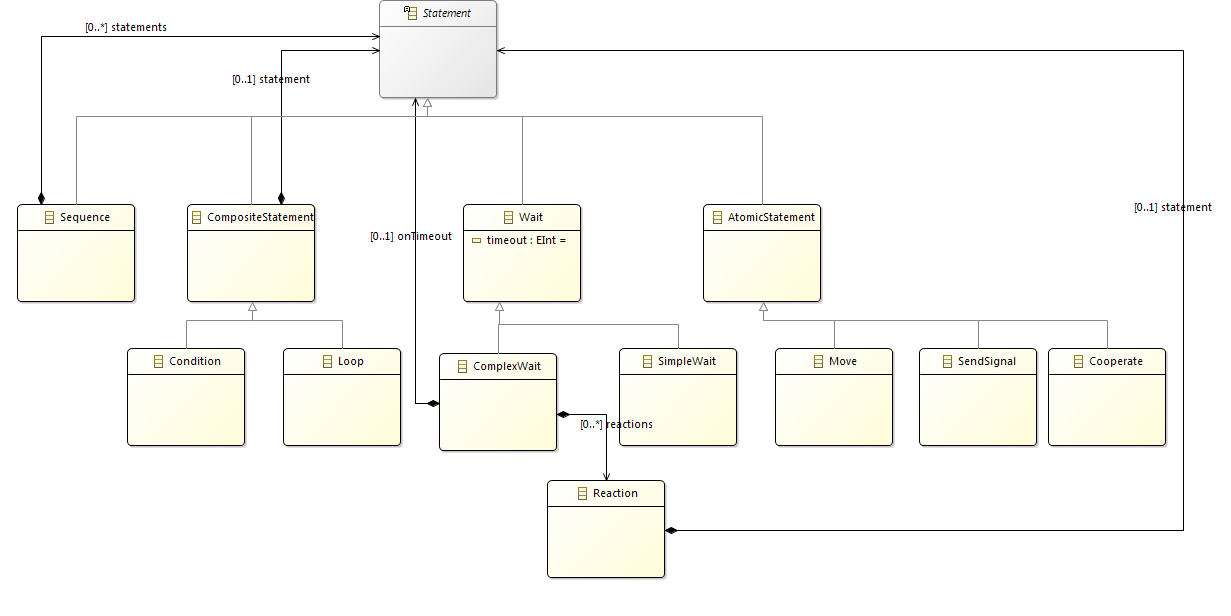 Statement
[0..*] statements
[0..1] statement
[0..1] statement
Sequence
CompositeStatement
Wait
AtomicStatement
[0..1] onTimeout
timeout : EInt =
Condition
Loop
ComplexWait
SimpleWait
Move
SendSignal
Cooperate
[0..*] reactions
Reaction